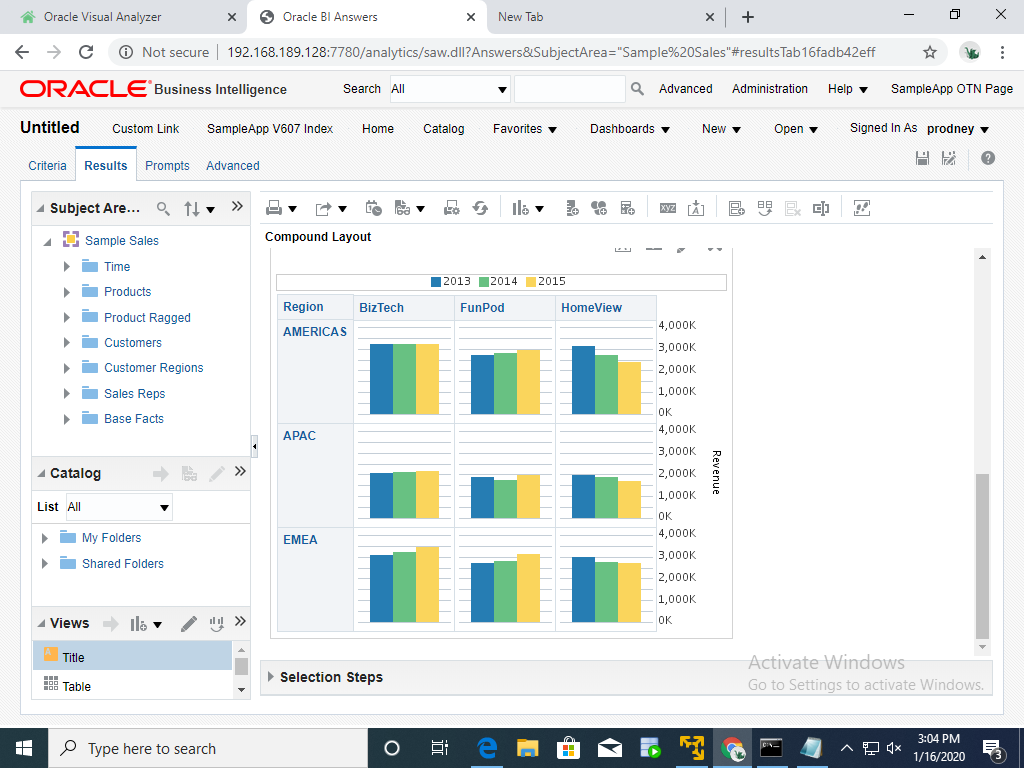 Oracle Visual Analyzer
Oracle BI Answers
New Tab
Not secure
192.168.189.128:7780/analytics/saw.dll?Answers&SubjectArea="Sample%20Sales"#resultsTab16fadb42eff
ORACLE Business Intelligence
Search All
Advanced
Administration
Help
SampleApp OTN Page
Untitled
Custom Link
SampleApp V607 Index
Home
Catalog
Favorites
Dashboards
New
Open
Signed In As prodney
Criteria
Results
Prompts
Advanced
Subject Are...
Sample Sales
Time
Products
Product Ragged
Customers
Customer Regions
Sales Reps
Base Facts
Catalog
List All
My Folders
Shared Folders
Views
Title
Table
XYZ
Compound Layout
2013 2014 2015
Region BizTech FunPod HomeView
AMERICAS
4,000K
3,000K
2,000K
1,000K
0K
APAC
4,000K
3,000K
2,000K
1,000K
0K
EMEA
4,000K
3,000K
2,000K
1,000K
0K
Revenue
Selection Steps
Activate Windows
Go to Settings to activate Windows.
Type here to search
3:04 PM
1/16/2020
3